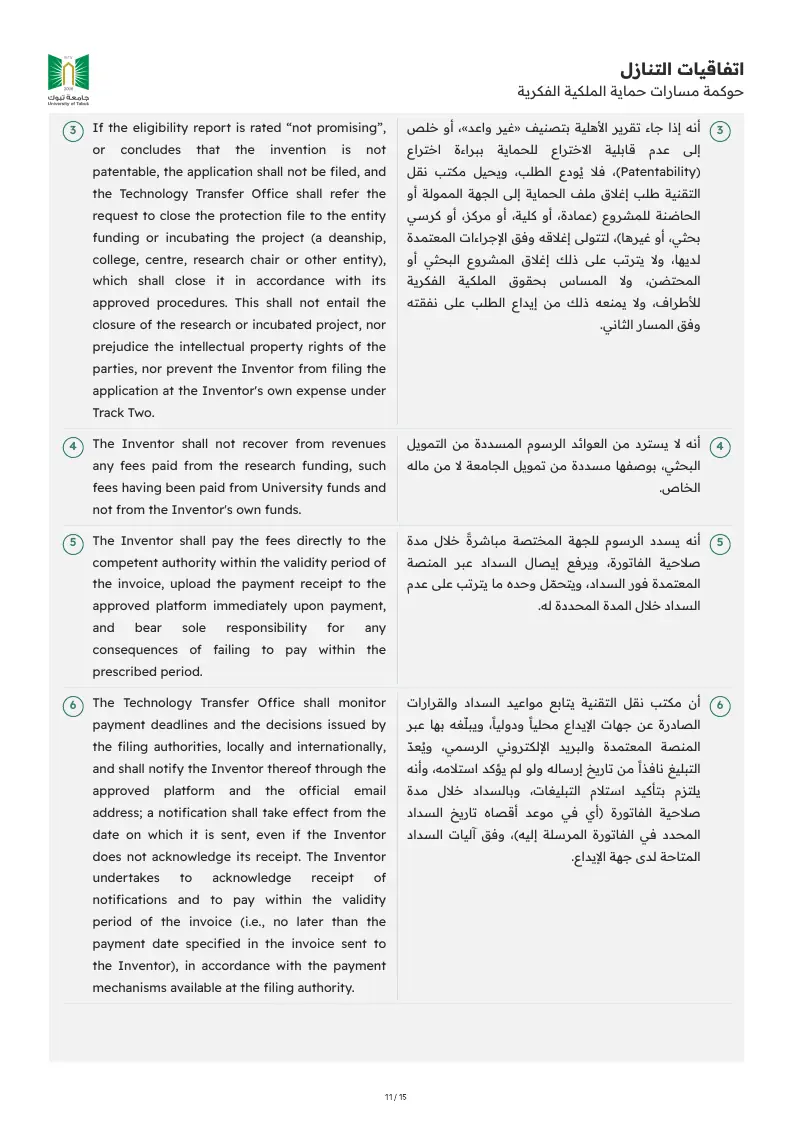 اتفاقيات التنازل
حوكمة مسارات حماية الملكية الفكرية
1879
2006
جامعة تبوك
University of Tabuk
3
If the eligibility report is rated “not promising”,
or concludes that the invention is not
patentable, the application shall not be filed, and
the Technology Transfer Office shall refer the
request to close the protection file to the entity
funding or incubating the project (a deanship,
college, centre, research chair or other entity),
which shall close it in accordance with its
approved procedures. This shall not entail the
closure of the research or incubated project, nor
prejudice the intellectual property rights of the
parties, nor prevent the Inventor from filing the
application at the Inventor's own expense under
Track Two.
3
أنه إذا جاء تقرير الأهلية بتصنيف «غير واعد»، أو خلص
إلى عدم قابلية الاختراع للحماية ببراءة اختراع
(Patentability)، فلا يُودع الطلب، ويحيل مكتب نقل
التقنية طلب إغلاق ملف الحماية إلى الجهة الممولة أو
الحاضنة للمشروع (عمادة، أو كلية، أو مركز، أو كرسي
بحثي، أو غيرها)، لتتولى إغلاقه وفق الإجراءات المعتمدة
لديها، ولا يترتب على ذلك إغلاق المشروع البحثي أو
المحتضن، ولا المساس بحقوق الملكية الفكرية
للأطراف، ولا يمنعه ذلك من إيداع الطلب على نفقته
وفق المسار الثاني.
4
The Inventor shall not recover from revenues
any fees paid from the research funding, such
fees having been paid from University funds and
not from the Inventor's own funds.
4
أنه لا يسترد من العوائد الرسوم المسددة من التمويل
البحثي، بوصفها مسددة من تمويل الجامعة لا من ماله
الخاص.
5
The Inventor shall pay the fees directly to the
competent authority within the validity period of
the invoice, upload the payment receipt to the
approved platform immediately upon payment,
and bear sole responsibility for any
consequences of failing to pay within the
prescribed period.
5
أنه يسدد الرسوم للجهة المختصة مباشرةً خلال مدة
صلاحية الفاتورة، ويرفع إيصال السداد عبر المنصة
المعتمدة فور السداد، ويتحمّل وحده ما يترتب على عدم
السداد خلال المدة المحددة له.
6
The Technology Transfer Office shall monitor
payment deadlines and the decisions issued by
the filing authorities, locally and internationally,
and shall notify the Inventor thereof through the
approved platform and the official email
address; a notification shall take effect from the
date on which it is sent, even if the Inventor
does not acknowledge its receipt. The Inventor
undertakes to acknowledge receipt of
notifications and to pay within the validity
period of the invoice (i.e., no later than the
payment date specified in the invoice sent to
the Inventor), in accordance with the payment
mechanisms available at the filing authority.
6
أن مكتب نقل التقنية يتابع مواعيد السداد والقرارات
الصادرة عن جهات الإيداع محلياً ودولياً، ويبلّغه بها عبر
المنصة المعتمدة والبريد الإلكتروني الرسمي، ويُعدّ
التبليغ نافذاً من تاريخ إرساله ولو لم يؤكد استلامه، وأنه
يلتزم بتأكيد استلام التبليغات، وبالسداد خلال مدة
صلاحية الفاتورة (أي في موعد أقصاه تاريخ السداد
المحدد في الفاتورة المرسلة إليه)، وفق آليات السداد
المتاحة لدى جهة الإيداع.
11 / 15